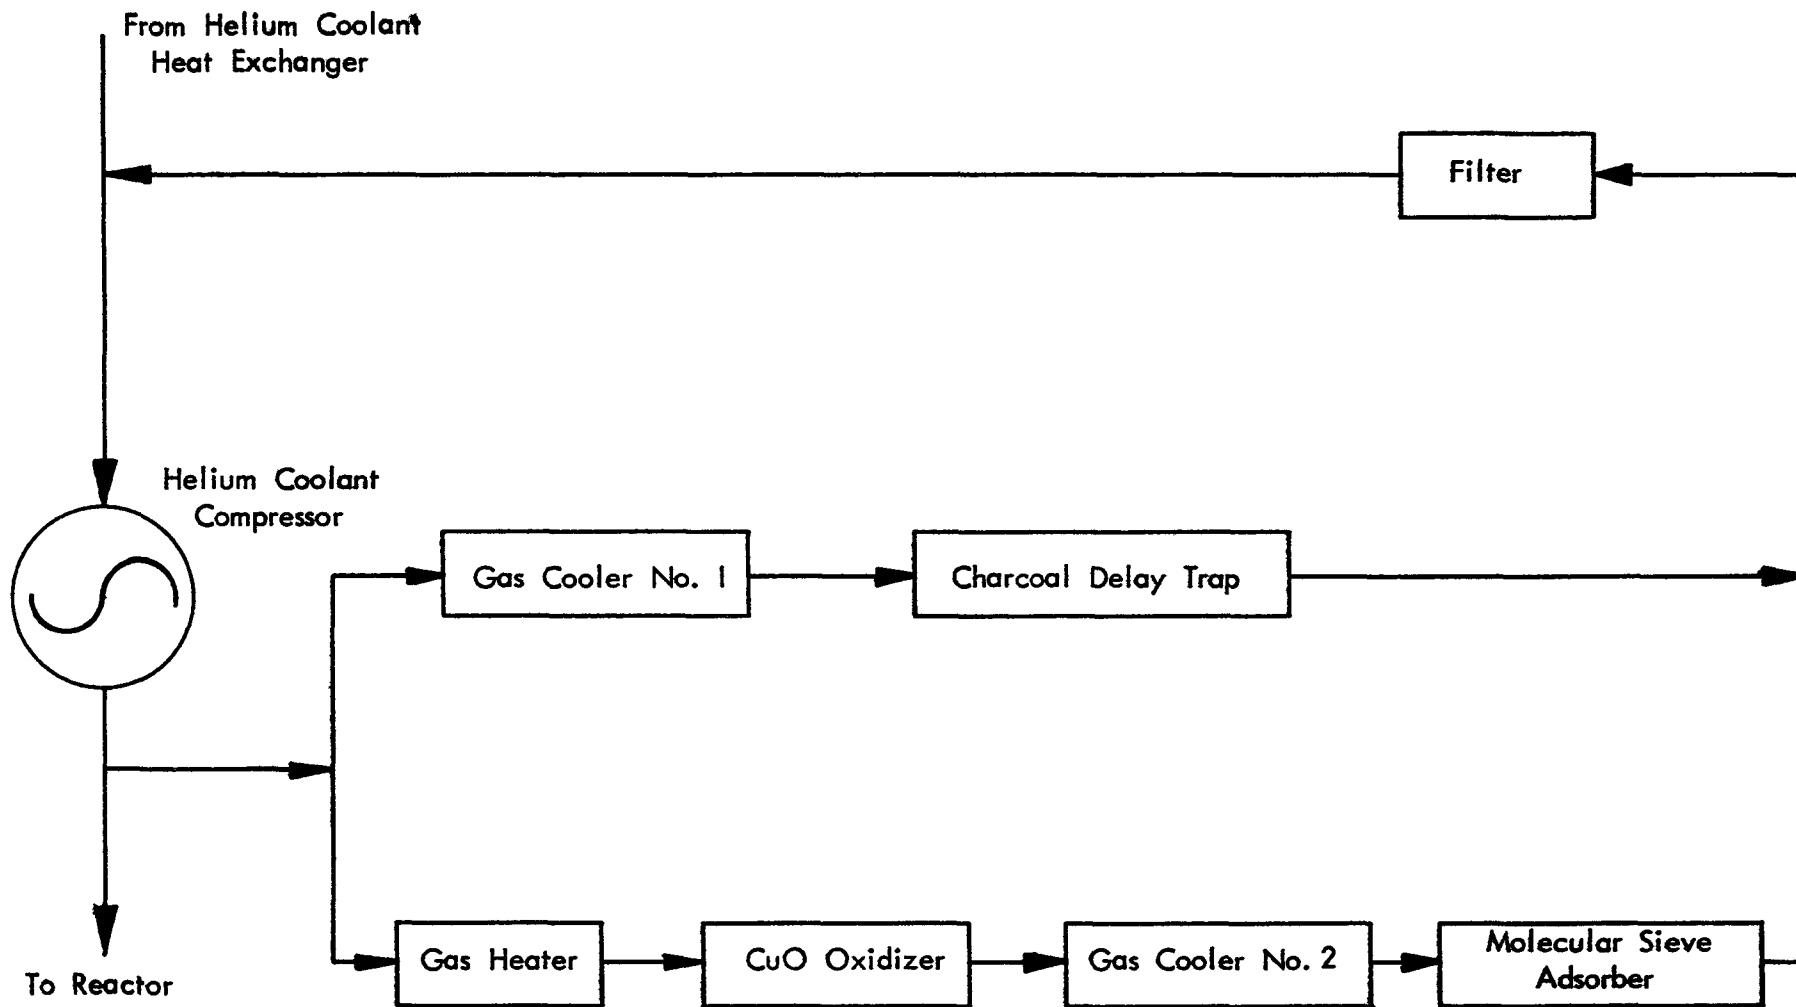 From Helium Coolant
Heat Exchanger
Filter
Helium Coolant
Compressor
Gas Cooler No. 1
Charcoal Delay Trap
Gas Heater
CuO Oxidizer
Gas Cooler No. 2
Molecular Sieve
Adsorber
To Reactor